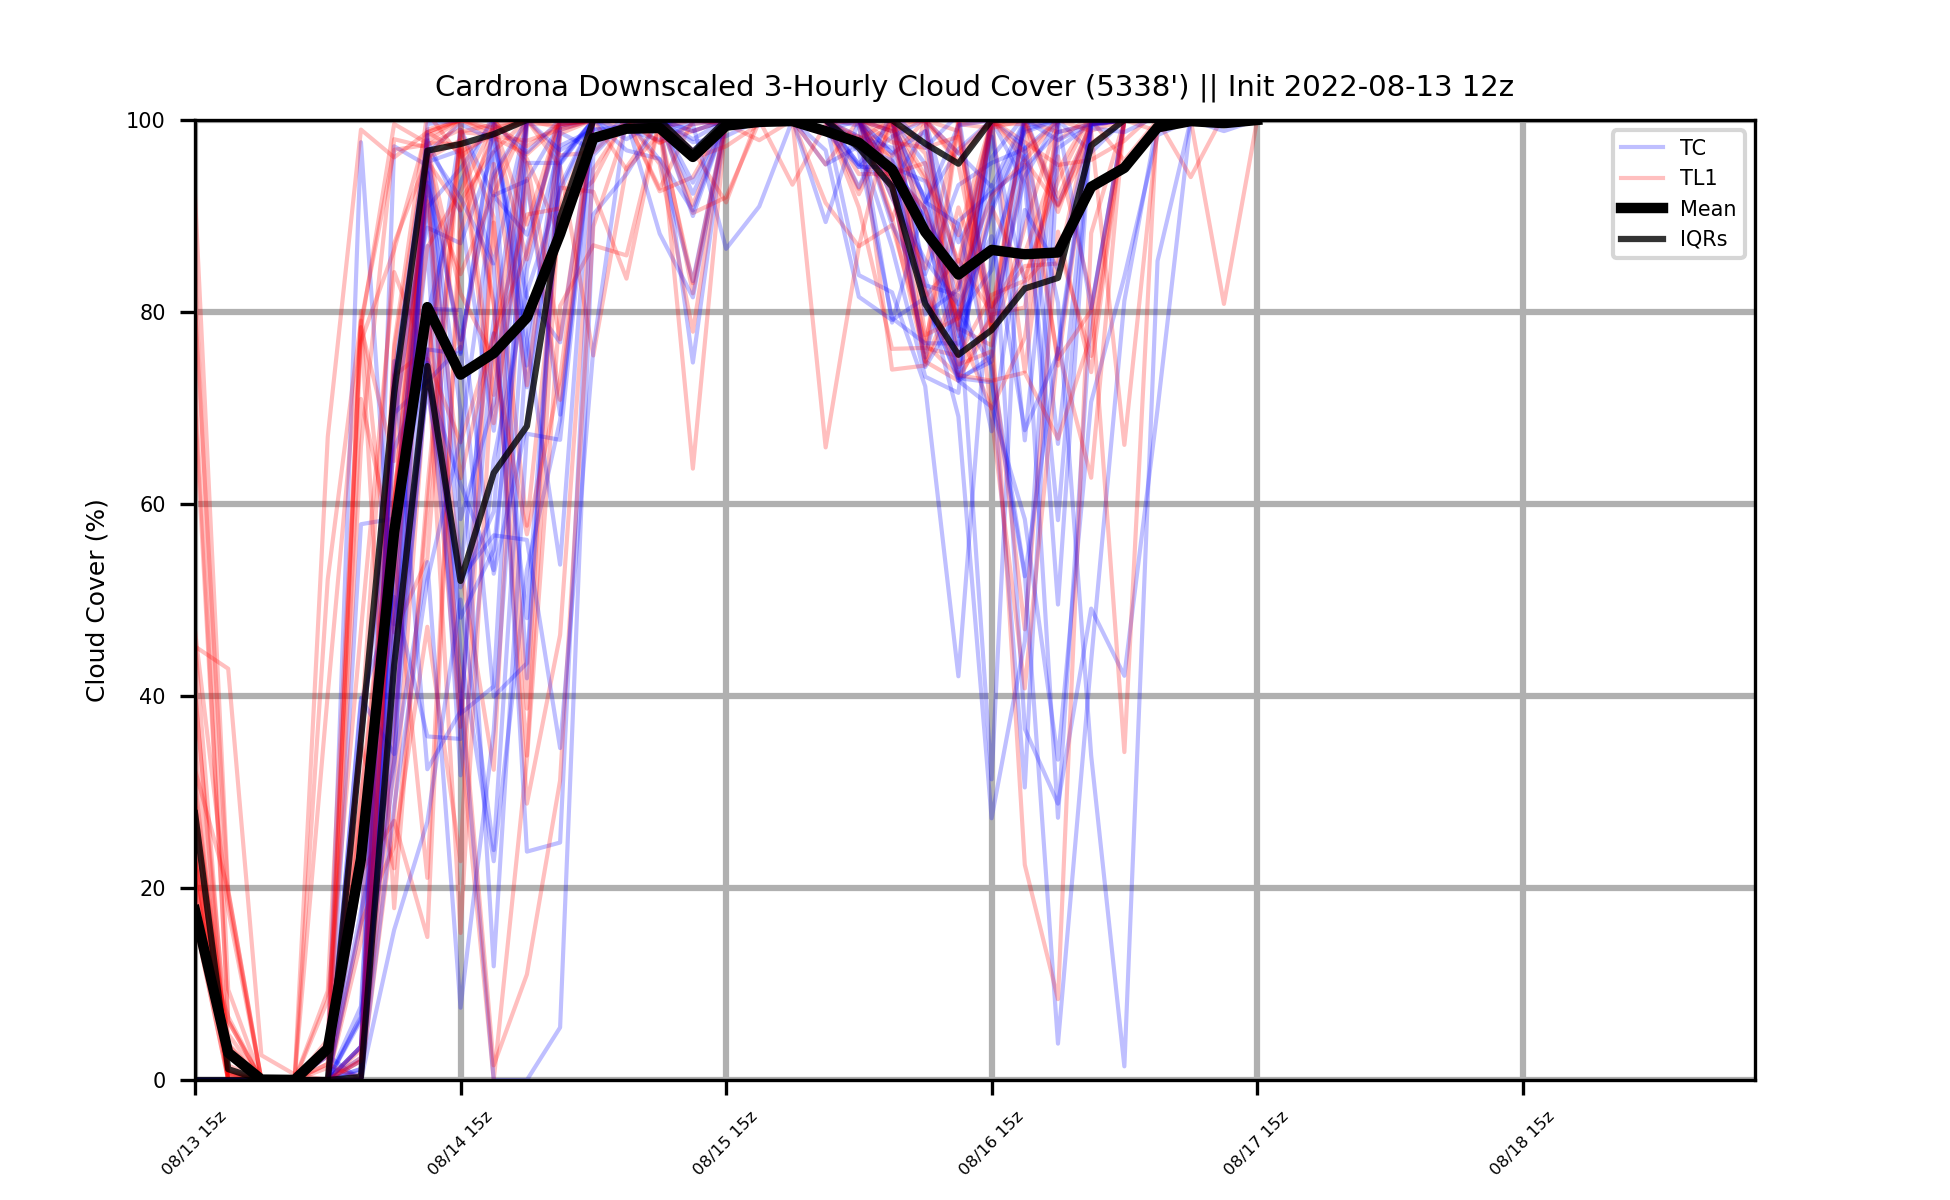 Cardrona Downscaled 3-Hourly Cloud Cover (5338') || Init 2022-08-13 12z
Cloud Cover (%)
100
80
60
40
20
0
TC
TL1
Mean
IQRs
08/13 15z
08/14 15z
08/15 15z
08/16 15z
08/17 15z
08/18 15z